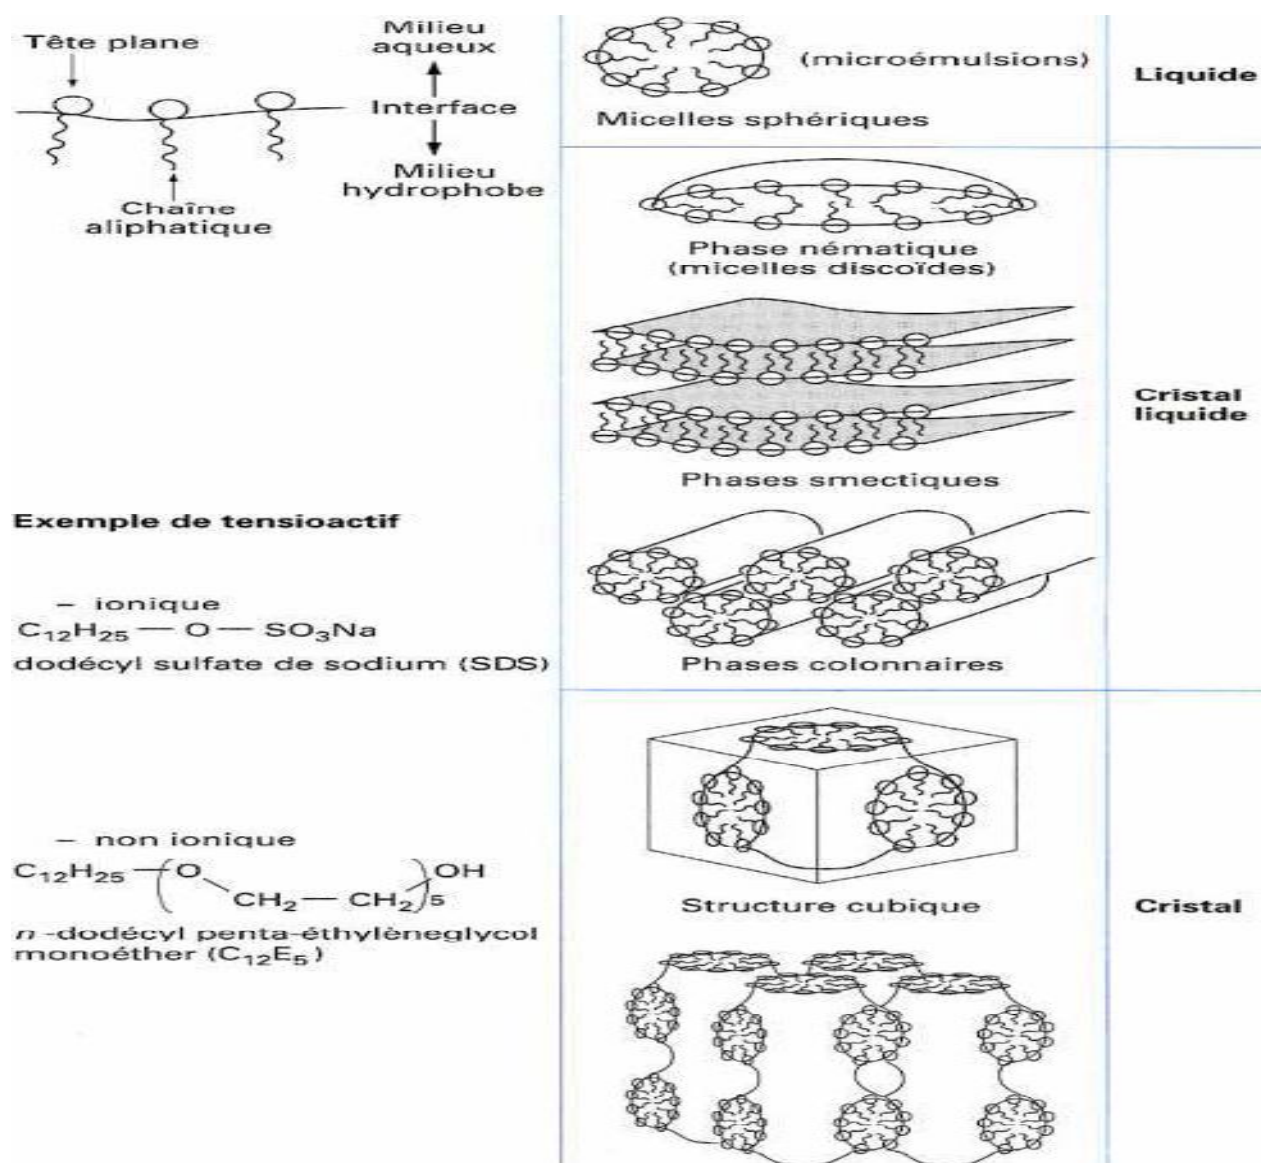 Tête plane
Milieu
aqueux
Interface
Milieu
hydrophobe
Chaîne
aliphatique
Exemple de tensioactif
– ionique
C₁₂H₂₅ — O — SO₃Na
dodécyl sulfate de sodium (SDS)
– non ionique
C₁₂H₂₅ —(O
CH₂— CH₂)₅ OH
n -dodécyl penta-éthylèneglycol
monoéther (C₁₂E₅)
(microémulsions)
Micelles sphériques
Liquide
Phase nématique
(micelles discoïdes)
Phases smectiques
Phases colonnaires
Cristal
liquide
Structure cubique
Cristal